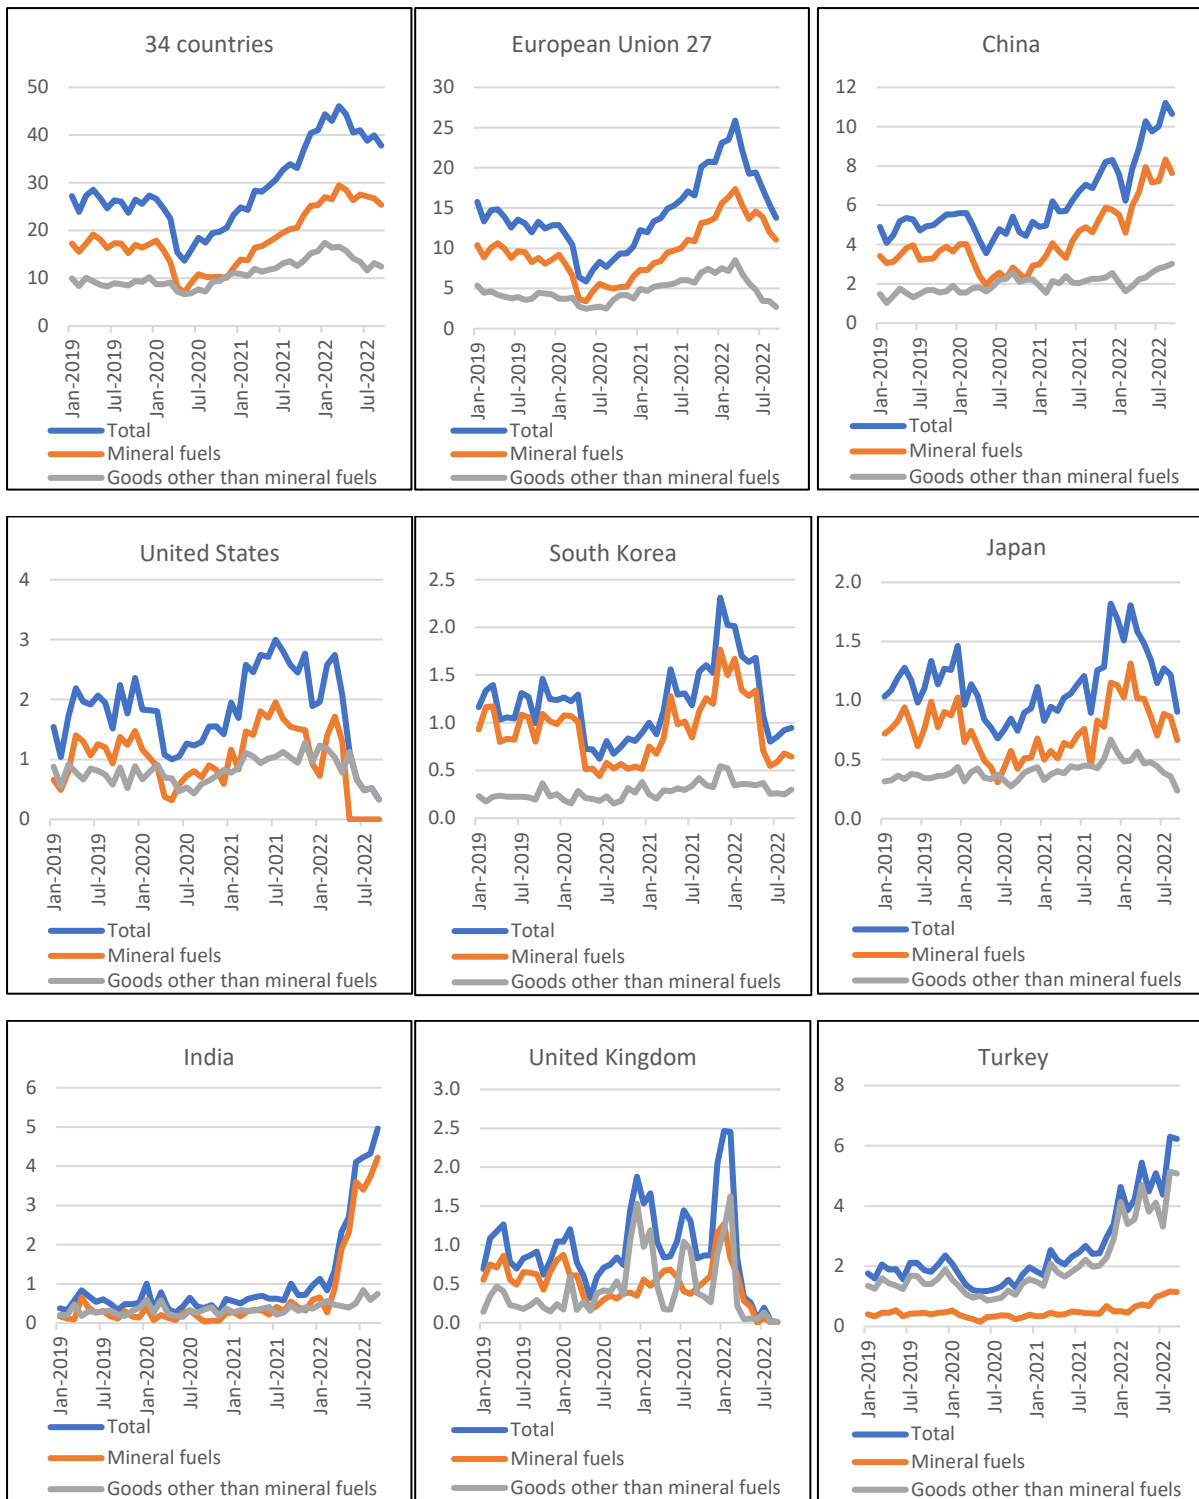 34 countries
50
40
30
20
10
0
Jan-2019
Jul-2019
Jan-2020
Jul-2020
Jan-2021
Jul-2021
Jan-2022
Jul-2022
Total
Mineral fuels
Goods other than mineral fuels
European Union 27
30
25
20
15
10
5
0
Jan-2019
Jul-2019
Jan-2020
Jul-2020
Jan-2021
Jul-2021
Jan-2022
Jul-2022
Total
Mineral fuels
Goods other than mineral fuels
China
12
10
8
6
4
2
0
Jan-2019
Jul-2019
Jan-2020
Jul-2020
Jan-2021
Jul-2021
Jan-2022
Jul-2022
Total
Mineral fuels
Goods other than mineral fuels
United States
4
3
2
1
0
Jan-2019
Jul-2019
Jan-2020
Jul-2020
Jan-2021
Jul-2021
Jan-2022
Jul-2022
Total
Mineral fuels
Goods other than mineral fuels
South Korea
2.5
2.0
1.5
1.0
0.5
0.0
Jan-2019
Jul-2019
Jan-2020
Jul-2020
Jan-2021
Jul-2021
Jan-2022
Jul-2022
Total
Mineral fuels
Goods other than mineral fuels
Japan
2.0
1.5
1.0
0.5
0.0
Jan-2019
Jul-2019
Jan-2020
Jul-2020
Jan-2021
Jul-2021
Jan-2022
Jul-2022
Total
Mineral fuels
Goods other than mineral fuels
India
6
5
4
3
2
1
0
Jan-2019
Jul-2019
Jan-2020
Jul-2020
Jan-2021
Jul-2021
Jan-2022
Jul-2022
Total
Mineral fuels
Goods other than mineral fuels
United Kingdom
3.0
2.5
2.0
1.5
1.0
0.5
0.0
Jan-2019
Jul-2019
Jan-2020
Jul-2020
Jan-2021
Jul-2021
Jan-2022
Jul-2022
Total
Mineral fuels
Goods other than mineral fuels
Turkey
8
6
4
2
0
Jan-2019
Jul-2019
Jan-2020
Jul-2020
Jan-2021
Jul-2021
Jan-2022
Jul-2022
Total
Mineral fuels
Goods other than mineral fuels